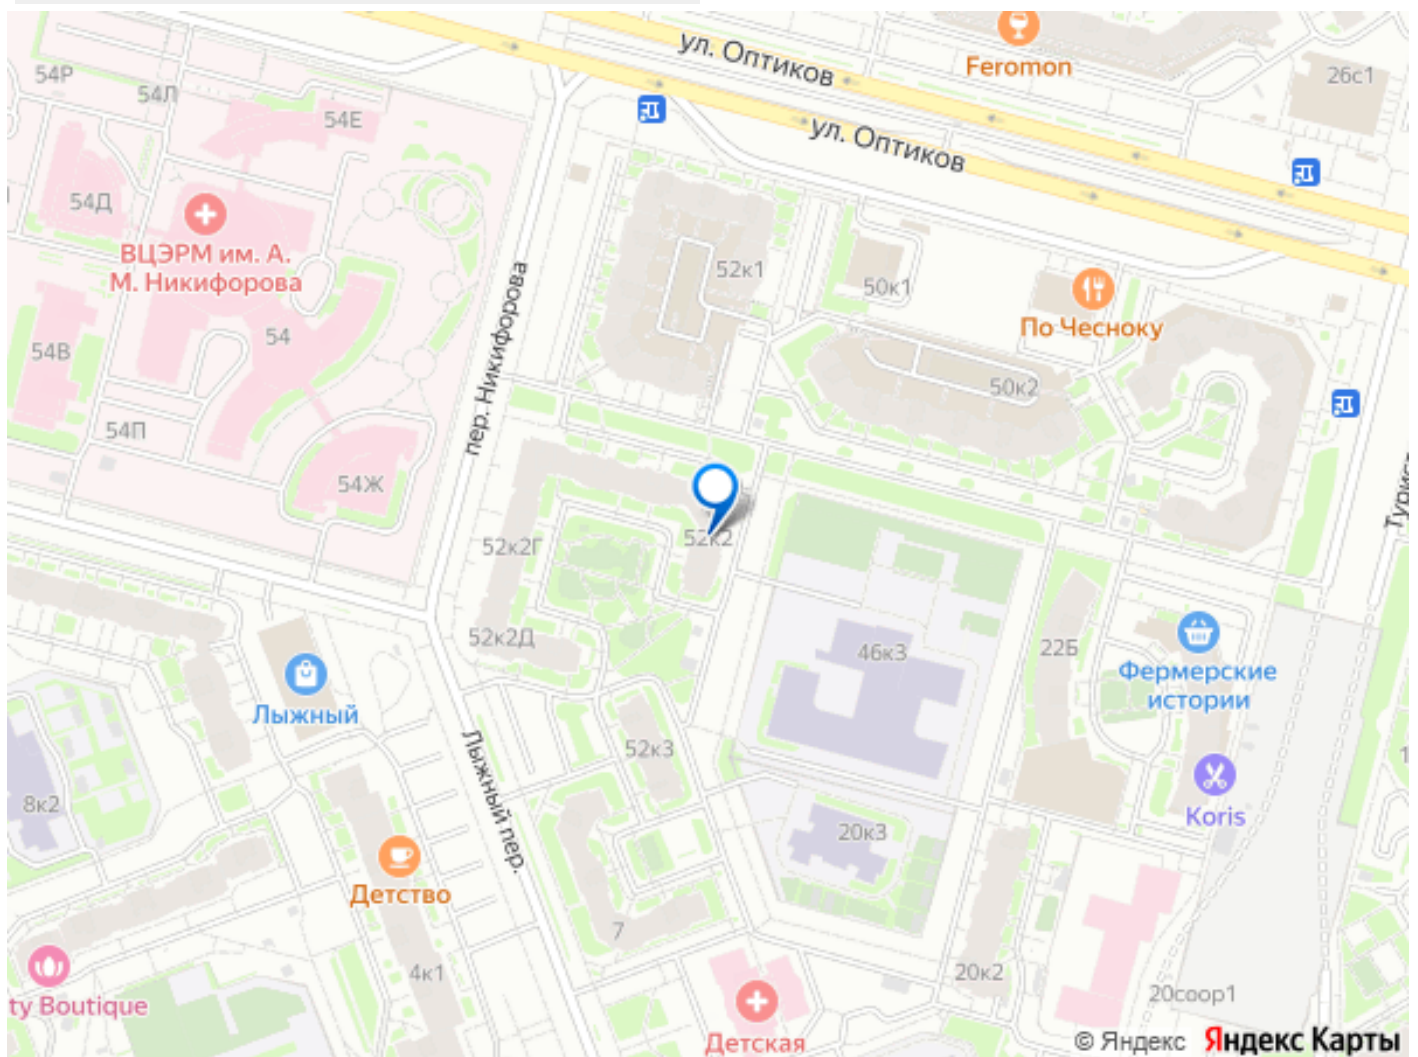 ул. Оптиков
Feromon
26с1
54Р
54Л
54Е
ул. Оптиков
54Д
ВЦЭРМ им. А.
М. Никифорова
52к1
50к1
По Чесноку
54
54В
пер. Никифорова
50к2
54П
54Ж
52к2
52к2Г
52к2Д
46к3
22Б
Фермерские
истории
Лыжный
52к3
Лыжный пер.
8к2
20к3
Koris
Детство
7
4к1
20к2
20соор1
ty Boutique
Детская
© Яндекс Яндекс Карты